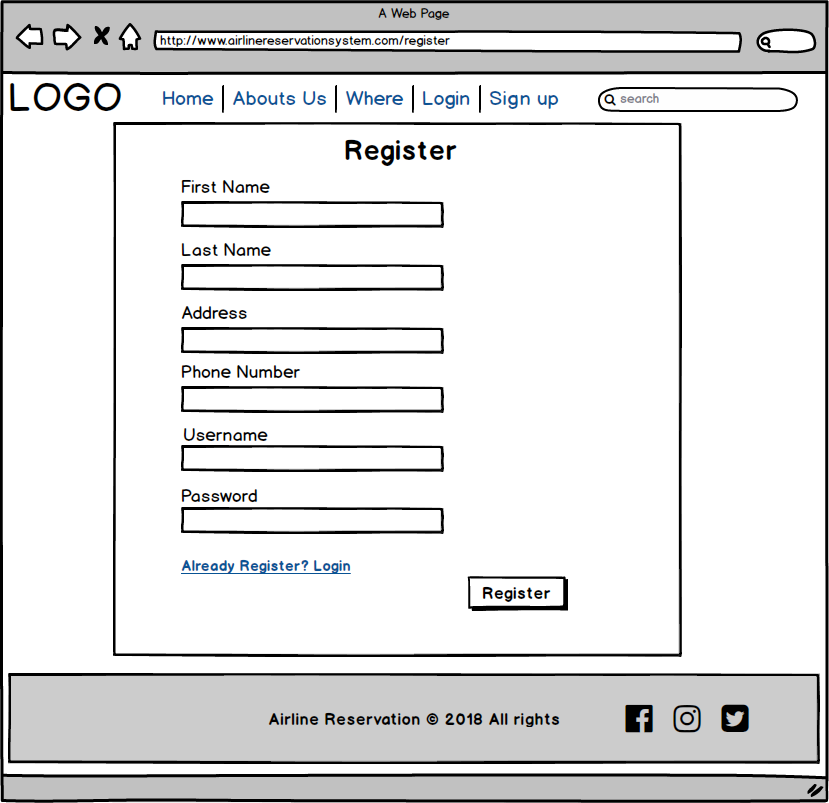 A Web Page
http://www.airlinereservationsystem.com/register
LOGO Home Abouts Us Where Login Sign up search
Register
First Name
Last Name
Address
Phone Number
Username
Password
Already Register? Login
Register
Airline Reservation © 2018 All rights